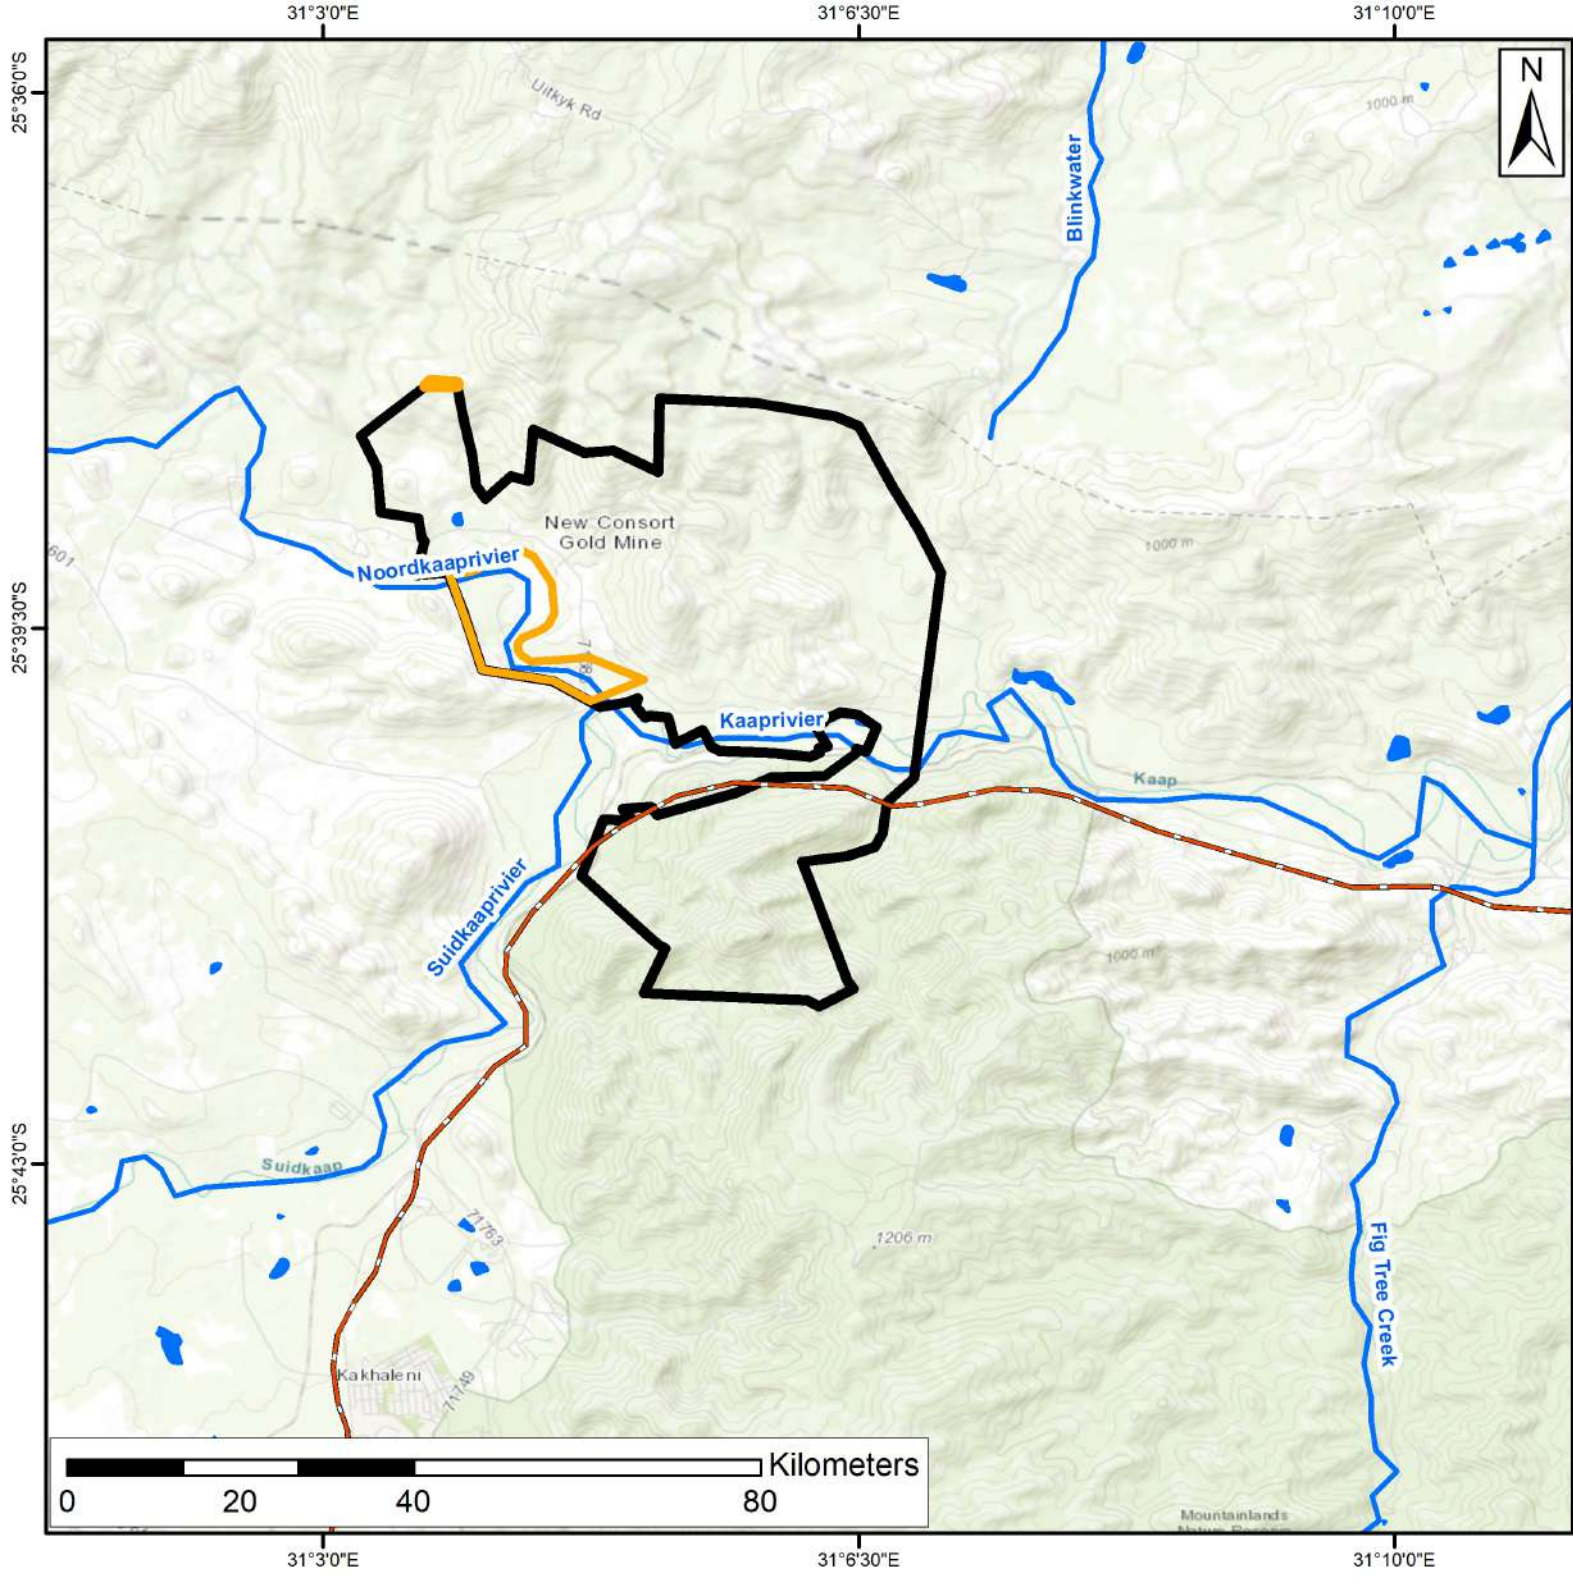 31°3'0"E
31°6'30"E
31°10'0"E
25°36'0"S
25°39'30"S
25°43'0"S
N
Uitkyk Rd
1000 m
Blinkwater
New Consort
Gold Mine
601
Noordkaaprivier
1000 m
Kaaprivier
Kaap
Suidkaaprivier
1000 m
Suidkaap
71763
1206 m
Fig Tree Creek
Kakhaleni
71749
Kilometers
0
20
40
80
Mountainlands
Nature Reserve
31°3'0"E
31°6'30"E
31°10'0"E